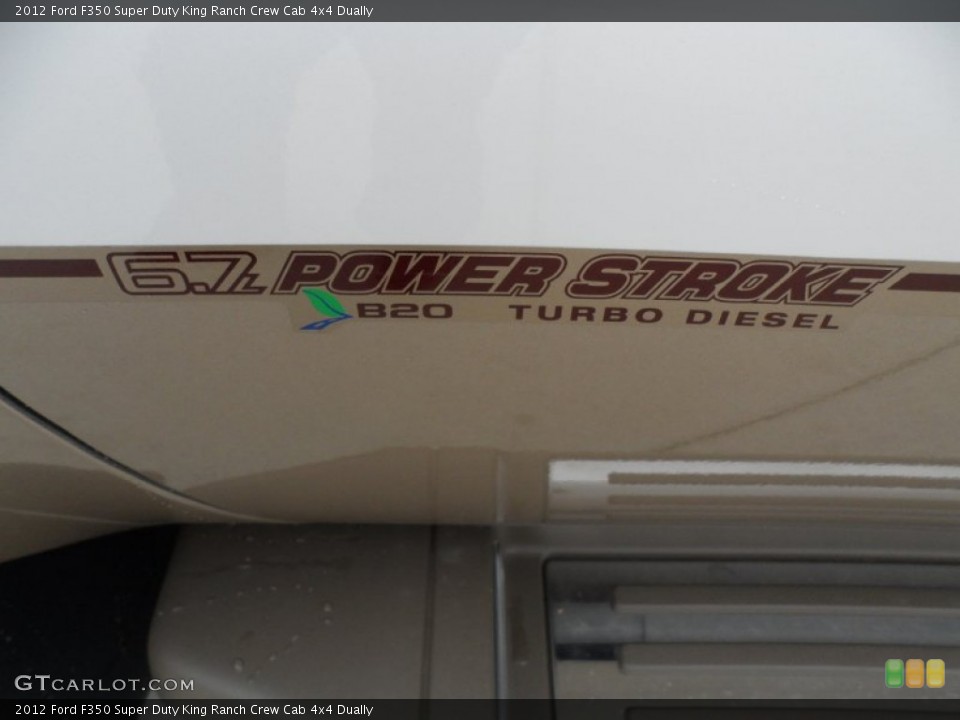 2012 Ford F350 Super Duty King Ranch Crew Cab 4x4 Dually
6.7L POWER STROKE
B20 TURBO DIESEL
GTCARLOT.COM
2012 Ford F350 Super Duty King Ranch Crew Cab 4x4 Dually